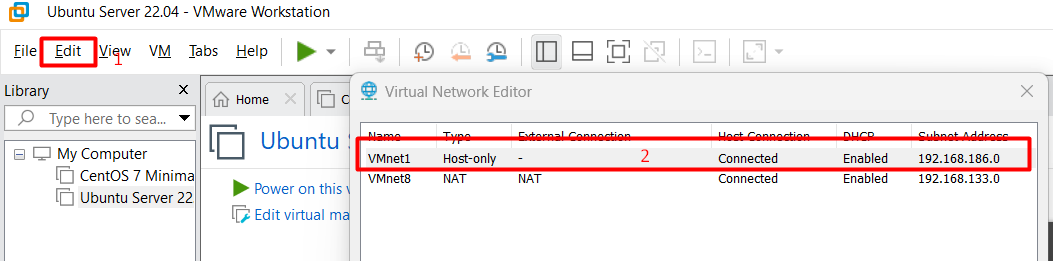 Ubuntu Server 22.04 - VMware Workstation
File Edit View VM Tabs Help
1
Library
Type here to sea...
My Computer
CentOS 7 Minima
Ubuntu Server 22
Home
C
Ubuntu S
Power on this v
Edit virtual ma
Virtual Network Editor
Name Type External Connection Host Connection DHCP Subnet Address
VMnet1 Host-only - 2 Connected Enabled 192.168.186.0
VMnet8 NAT NAT Connected Enabled 192.168.133.0